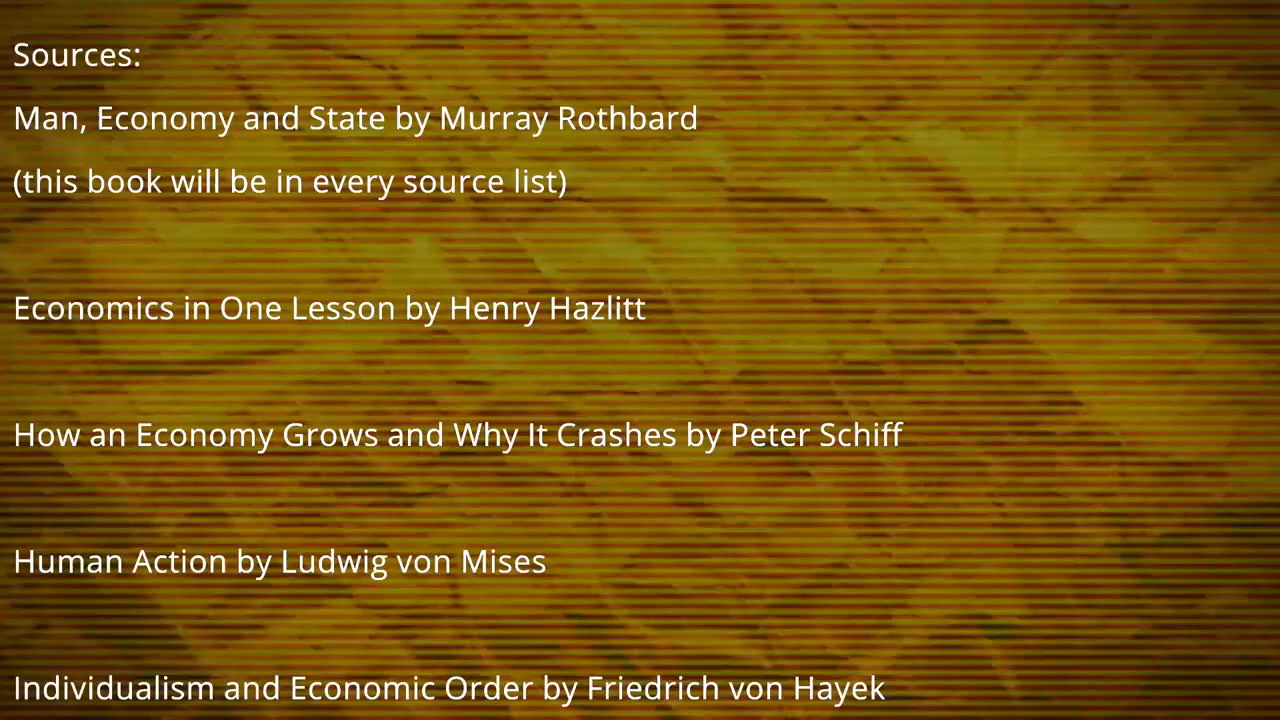 Sources:
Man, Economy and State by Murray Rothbard
(this book will be in every source list)
Economics in One Lesson by Henry Hazlitt
How an Economy Grows and Why It Crashes by Peter Schiff
Human Action by Ludwig von Mises
Individualism and Economic Order by Friedrich von Hayek